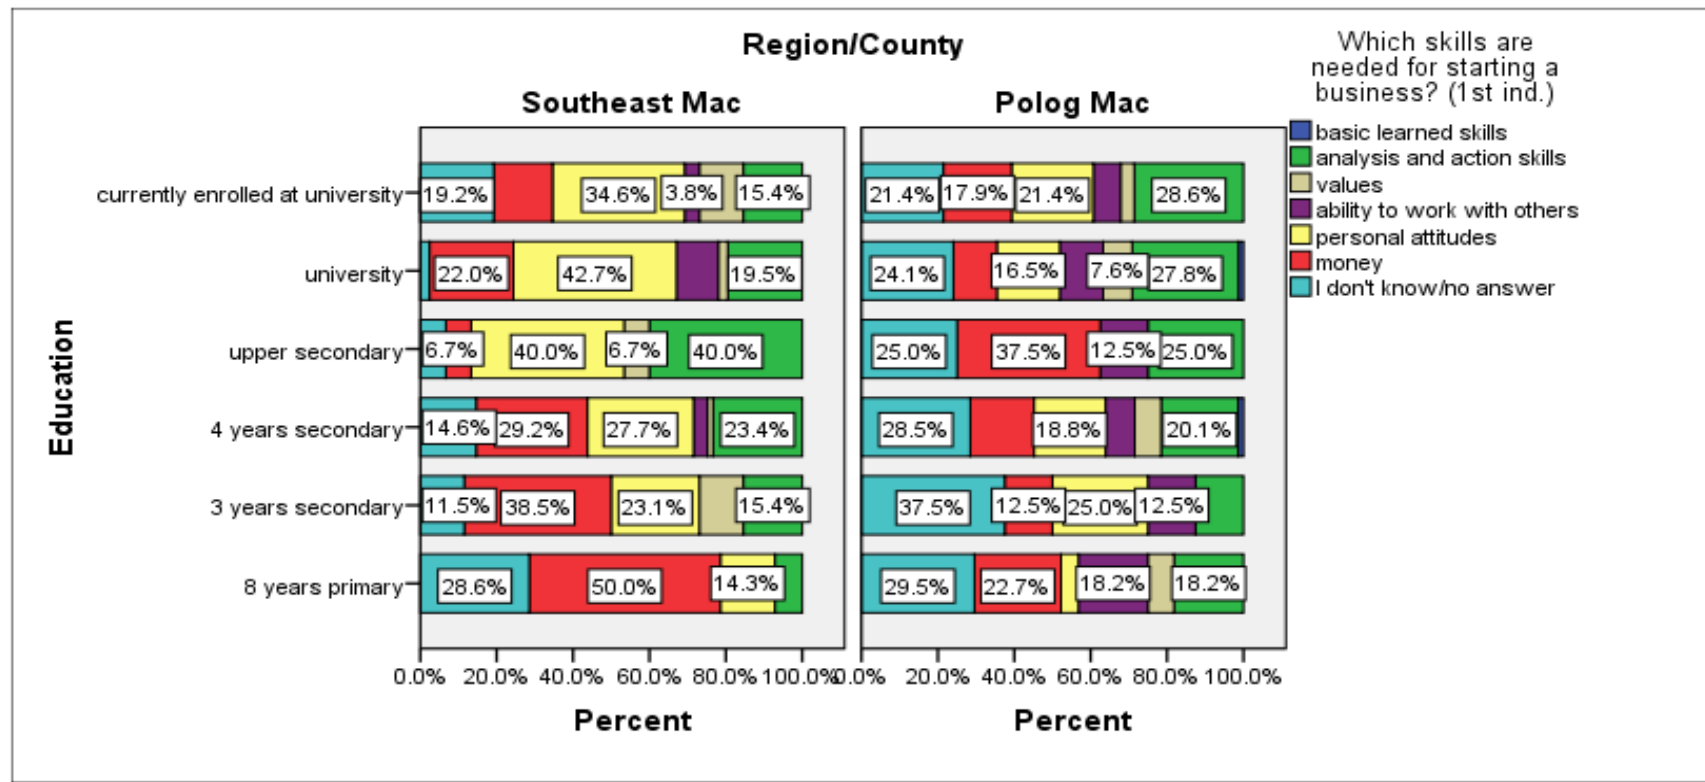 Region/County
Southeast Mac
Polog Mac
Which skills are
needed for starting a
business? (1st ind.)
basic learned skills
analysis and action skills
values
ability to work with others
personal attitudes
money
I don't know/no answer
Education
currently enrolled at university
19.2% 34.6% 3.8% 15.4%
21.4% 17.9% 21.4% 28.6%
university
22.0% 42.7% 19.5%
24.1% 16.5% 7.6% 27.8%
upper secondary
6.7% 40.0% 6.7% 40.0%
25.0% 37.5% 12.5% 25.0%
4 years secondary
14.6% 29.2% 27.7% 23.4%
28.5% 18.8% 20.1%
3 years secondary
11.5% 38.5% 23.1% 15.4%
37.5% 12.5% 25.0% 12.5%
8 years primary
28.6% 50.0% 14.3%
29.5% 22.7% 18.2% 18.2%
0.0% 20.0% 40.0% 60.0% 80.0% 100.0%
0.0% 20.0% 40.0% 60.0% 80.0% 100.0%
Percent
Percent